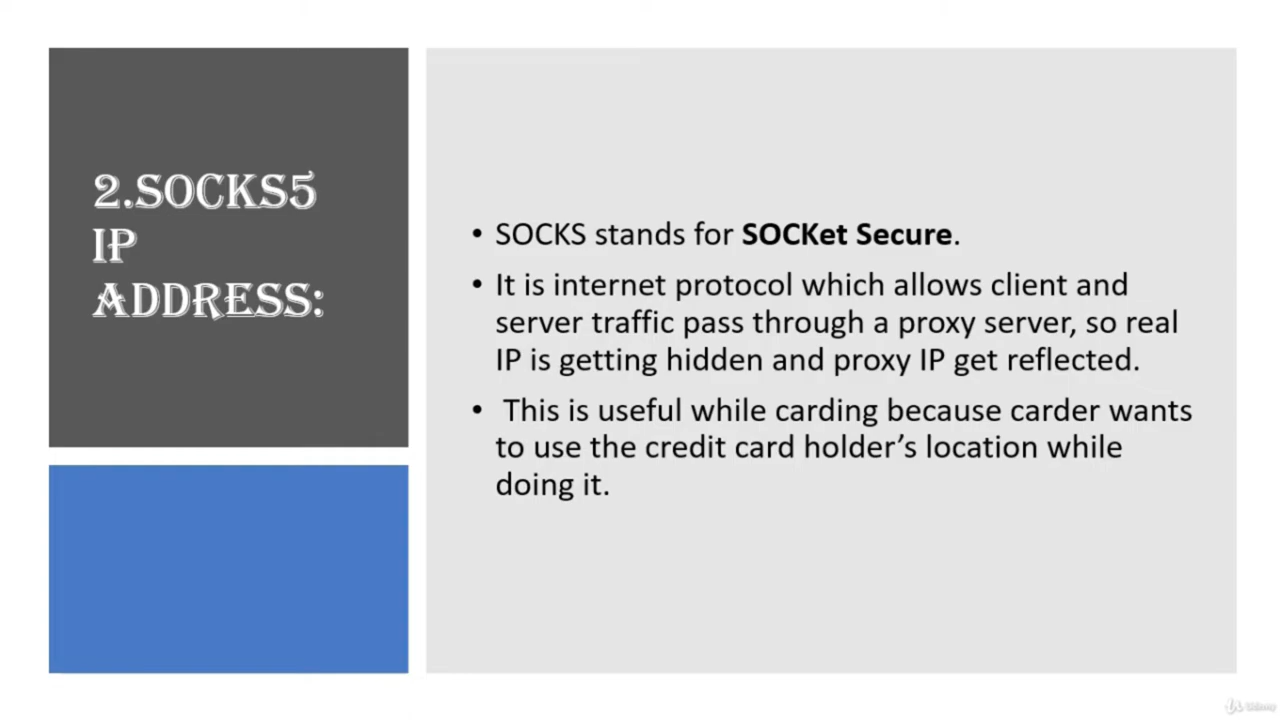 2.SOCKS5
IP
ADDRESS:
• SOCKS stands for SOCKet Secure.
• It is internet protocol which allows client and
server traffic pass through a proxy server, so real
IP is getting hidden and proxy IP get reflected.
• This is useful while carding because carder wants
to use the credit card holder’s location while
doing it.
Udemy